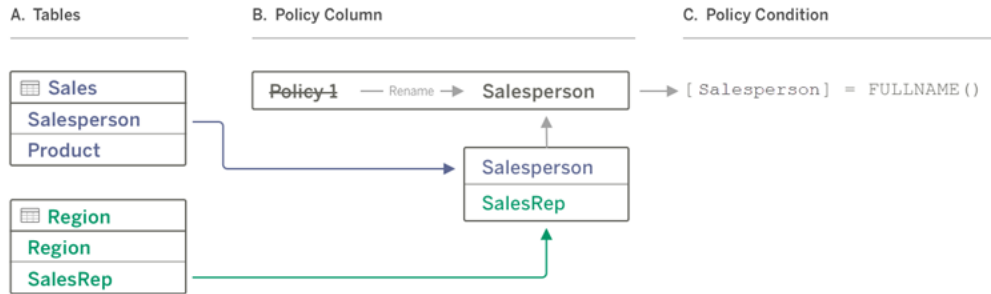 A. Tables
B. Policy Column
C. Policy Condition
Sales
Salesperson
Product
Region
Region
SalesRep
Policy 1
Rename
Salesperson
Salesperson
SalesRep
[Salesperson] = FULLNAME()